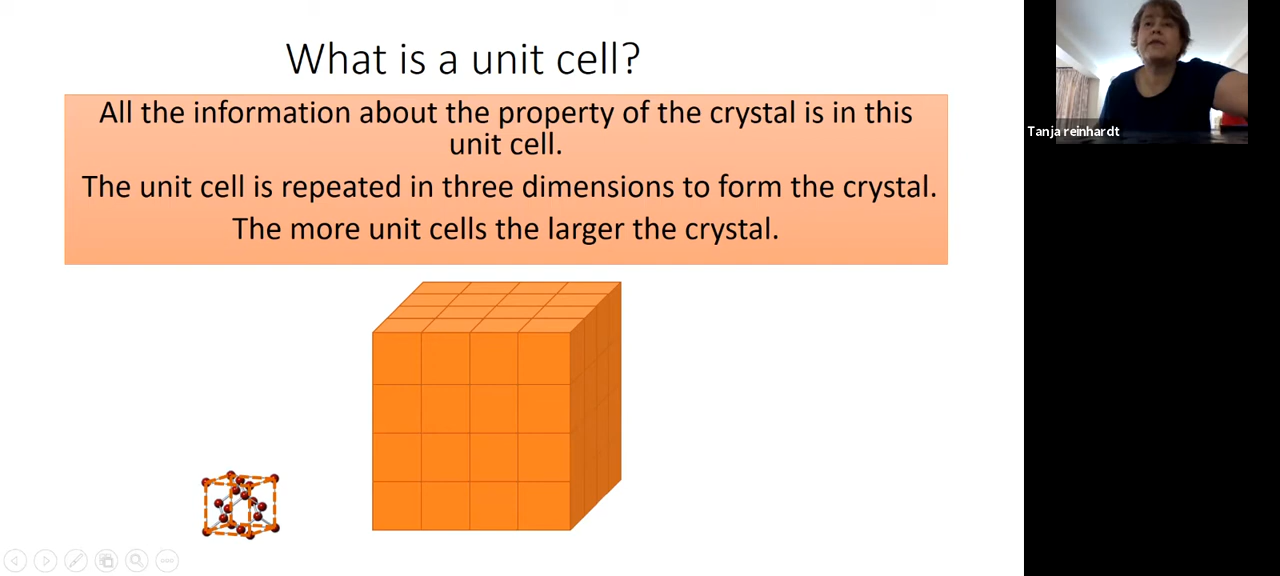 What is a unit cell?
All the information about the property of the crystal is in this
unit cell.
The unit cell is repeated in three dimensions to form the crystal.
The more unit cells the larger the crystal.
Tanja reinhardt